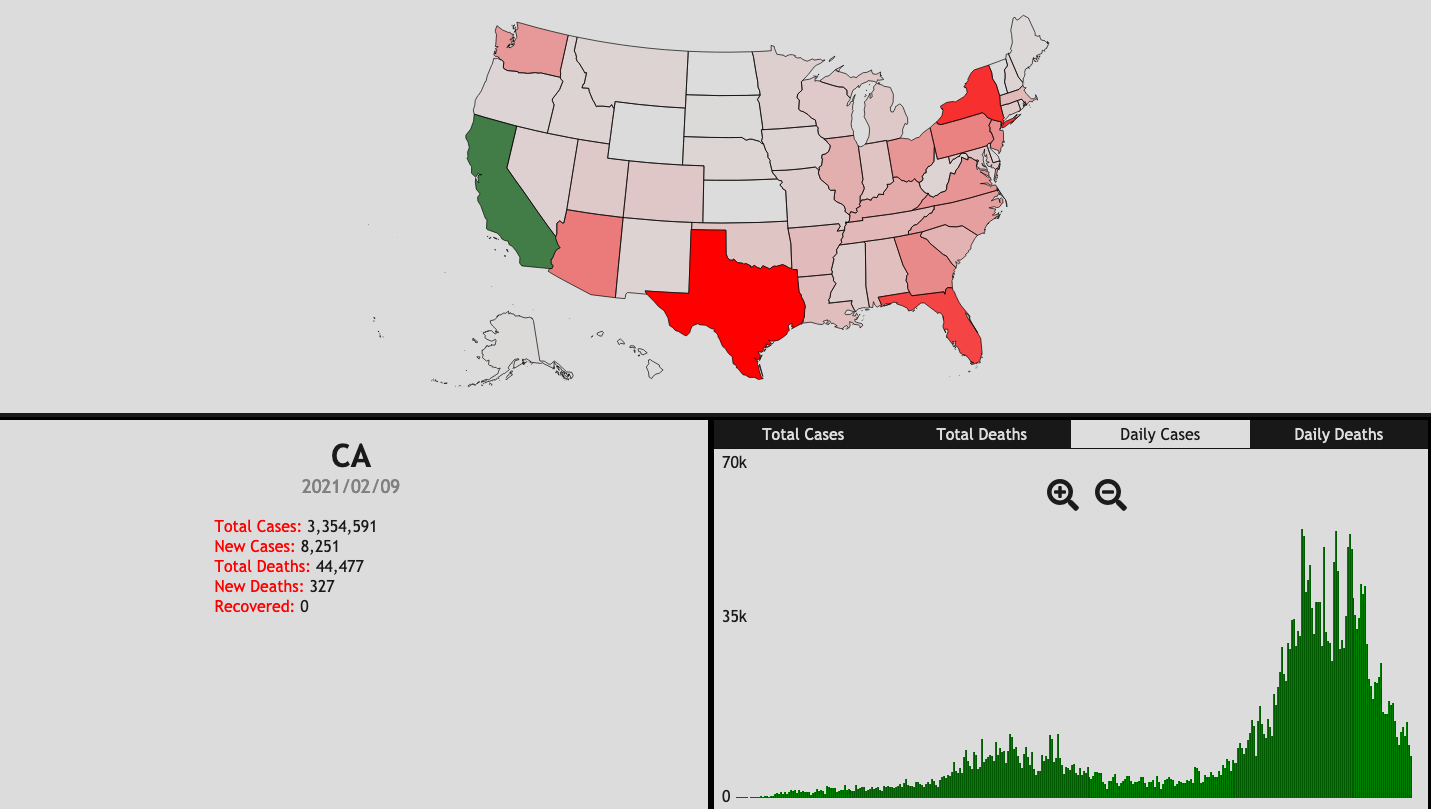 CA
2021/02/09
Total Cases: 3,354,591
New Cases: 8,251
Total Deaths: 44,477
New Deaths: 327
Recovered: 0
Total Cases Total Deaths Daily Cases Daily Deaths
70k
35k
0